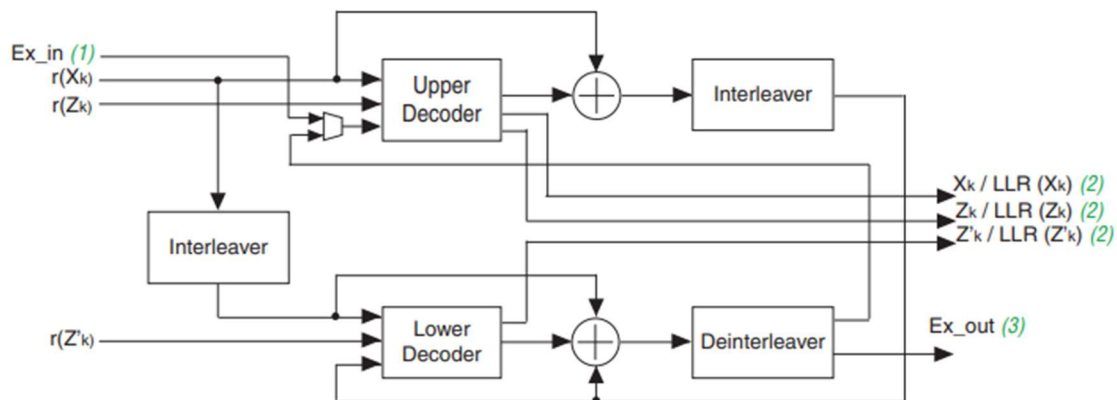 Ex_in (1)
r(Xk)
r(Zk)
Upper
Decoder
Interleaver
Xk / LLR (Xk) (2)
Zk / LLR (Zk) (2)
Z'k / LLR (Z'k) (2)
Interleaver
r(Z'k)
Lower
Decoder
Deinterleaver
Ex_out (3)